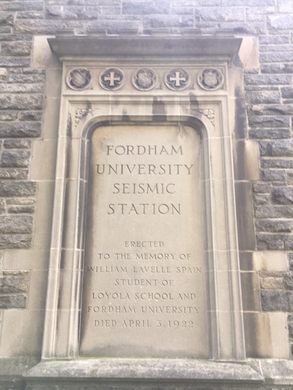 FORDHAM
UNIVERSITY
SEISMIC
STATION
ERECTED
TO THE MEMORY OF
WILLIAM LAVELLE SPAIN
STUDENT OF
LOYOLA SCHOOL AND
FORDHAM UNIVERSITY
DIED APRIL 3, 1922